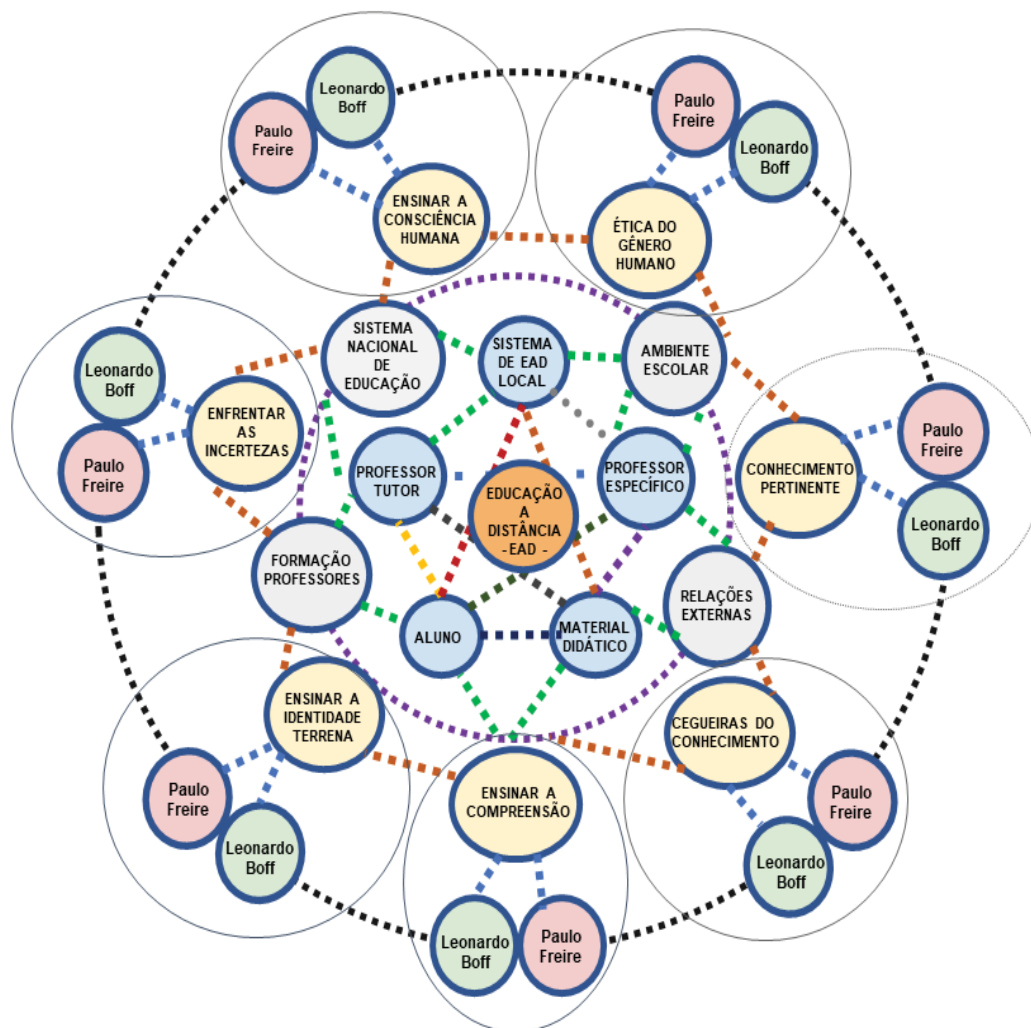 Leonardo
Boff
Paulo
Freire
ENSINAR A
CONSCIÊNCIA
HUMANA
Paulo
Freire
Leonardo
Boff
ÉTICA DO
GÊNERO
HUMANO
SISTEMA
NACIONAL
DE
EDUCAÇÃO
SISTEMA
DE EAD
LOCAL
AMBIENTE
ESCOLAR
Leonardo
Boff
Paulo
Freire
ENFRENTAR
AS
INCERTEZAS
PROFESSOR
TUTOR
EDUCAÇÃO
A
DISTÂNCIA
-EAD -
PROFESSOR
ESPECÍFICO
CONHECIMENTO
PERTINENTE
Paulo
Freire
Leonardo
Boff
FORMAÇÃO
PROFESSORES
ALUNO
MATERIAL
DIDÁTICO
RELAÇÕES
EXTERNAS
ENSINAR A
IDENTIDADE
TERRENA
Paulo
Freire
Leonardo
Boff
ENSINAR A
COMPREENSÃO
Leonardo
Boff
Paulo
Freire
CEGUEIRAS DO
CONHECIMENTO
Paulo
Freire
Leonardo
Boff